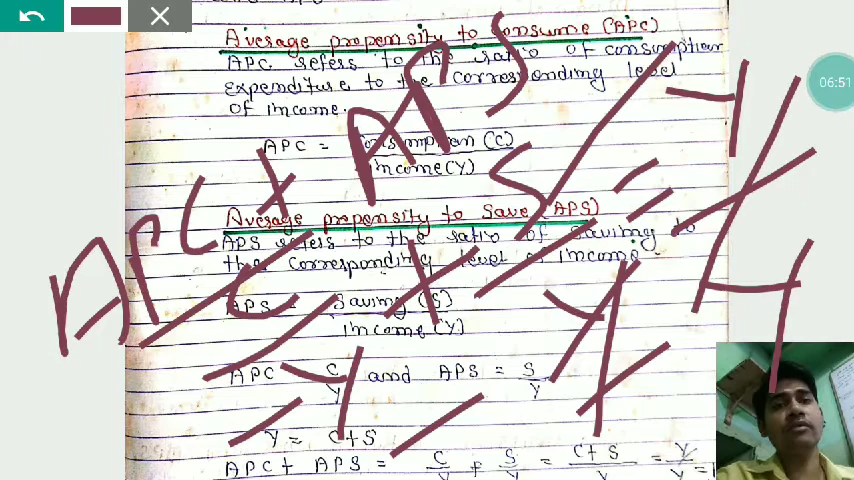 Average propensity to consume (APC)
APC refers to the ratio of consumption
expenditure to the corresponding level
of income.
APC = Consumption (C)
Income (Y)
Average propensity to save (APS)
APS refers to the ratio of saving to
the corresponding level of income
APS = Saving (S)
income (Y)
APC = C/Y and APS = S/Y
Y = C+S
APC + APS = C/Y + S/Y = C+S/Y = Y/Y = 1
APC + APS
C + S
Y Y
06:51